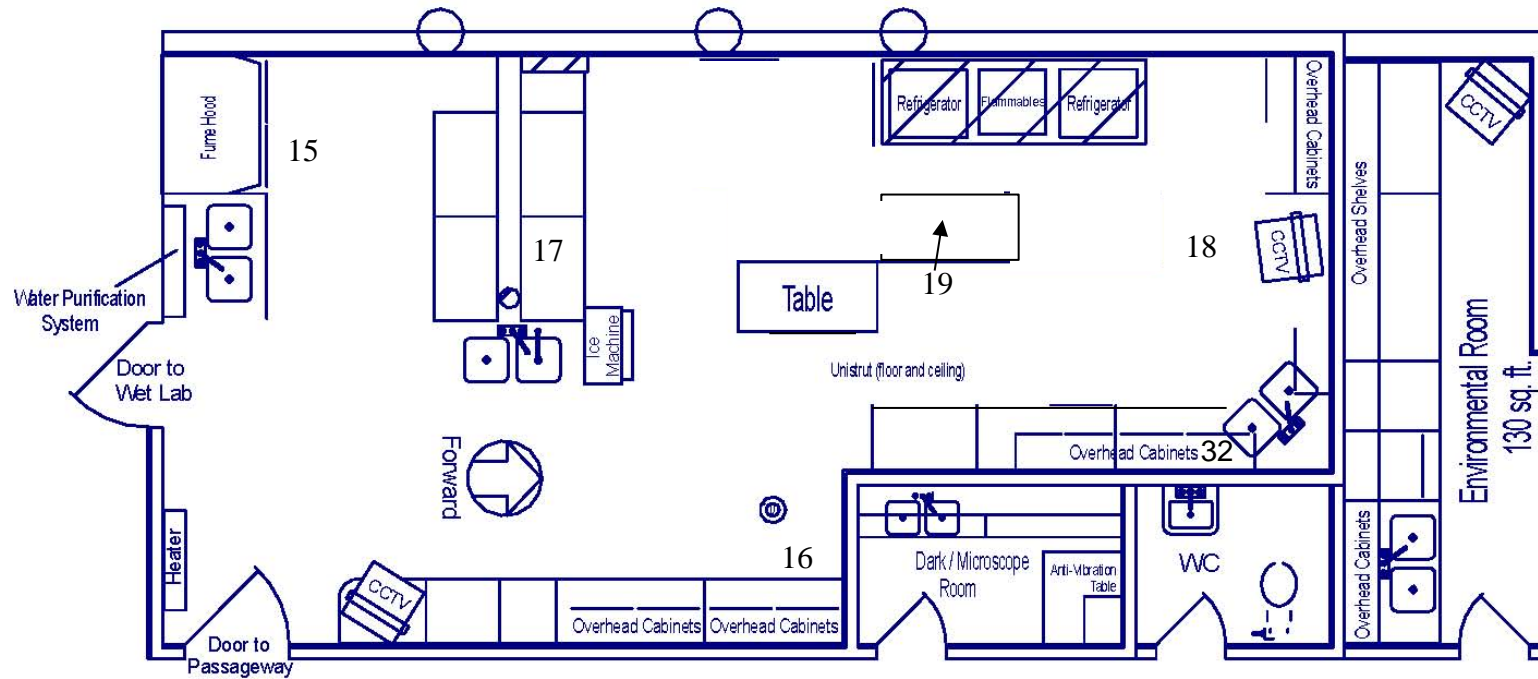 Fume Hood
15
Water Purification
System
Door to
Wet Lab
Heater
Door to
Passageway
Forward
CCTV
17
Ice
Machine
16
Overhead Cabinets
Overhead Cabinets
Table
19
Refrigerator
Flammables
Refrigerator
18
Overhead Cabinets
CCTV
Unistrut (floor and ceiling)
Overhead Cabinets 32
Dark / Microscope
Room
Anti-Vibration
Table
WC
Overhead Shelves
Overhead Cabinets
CCTV
Environmental Room
130 sq. ft.